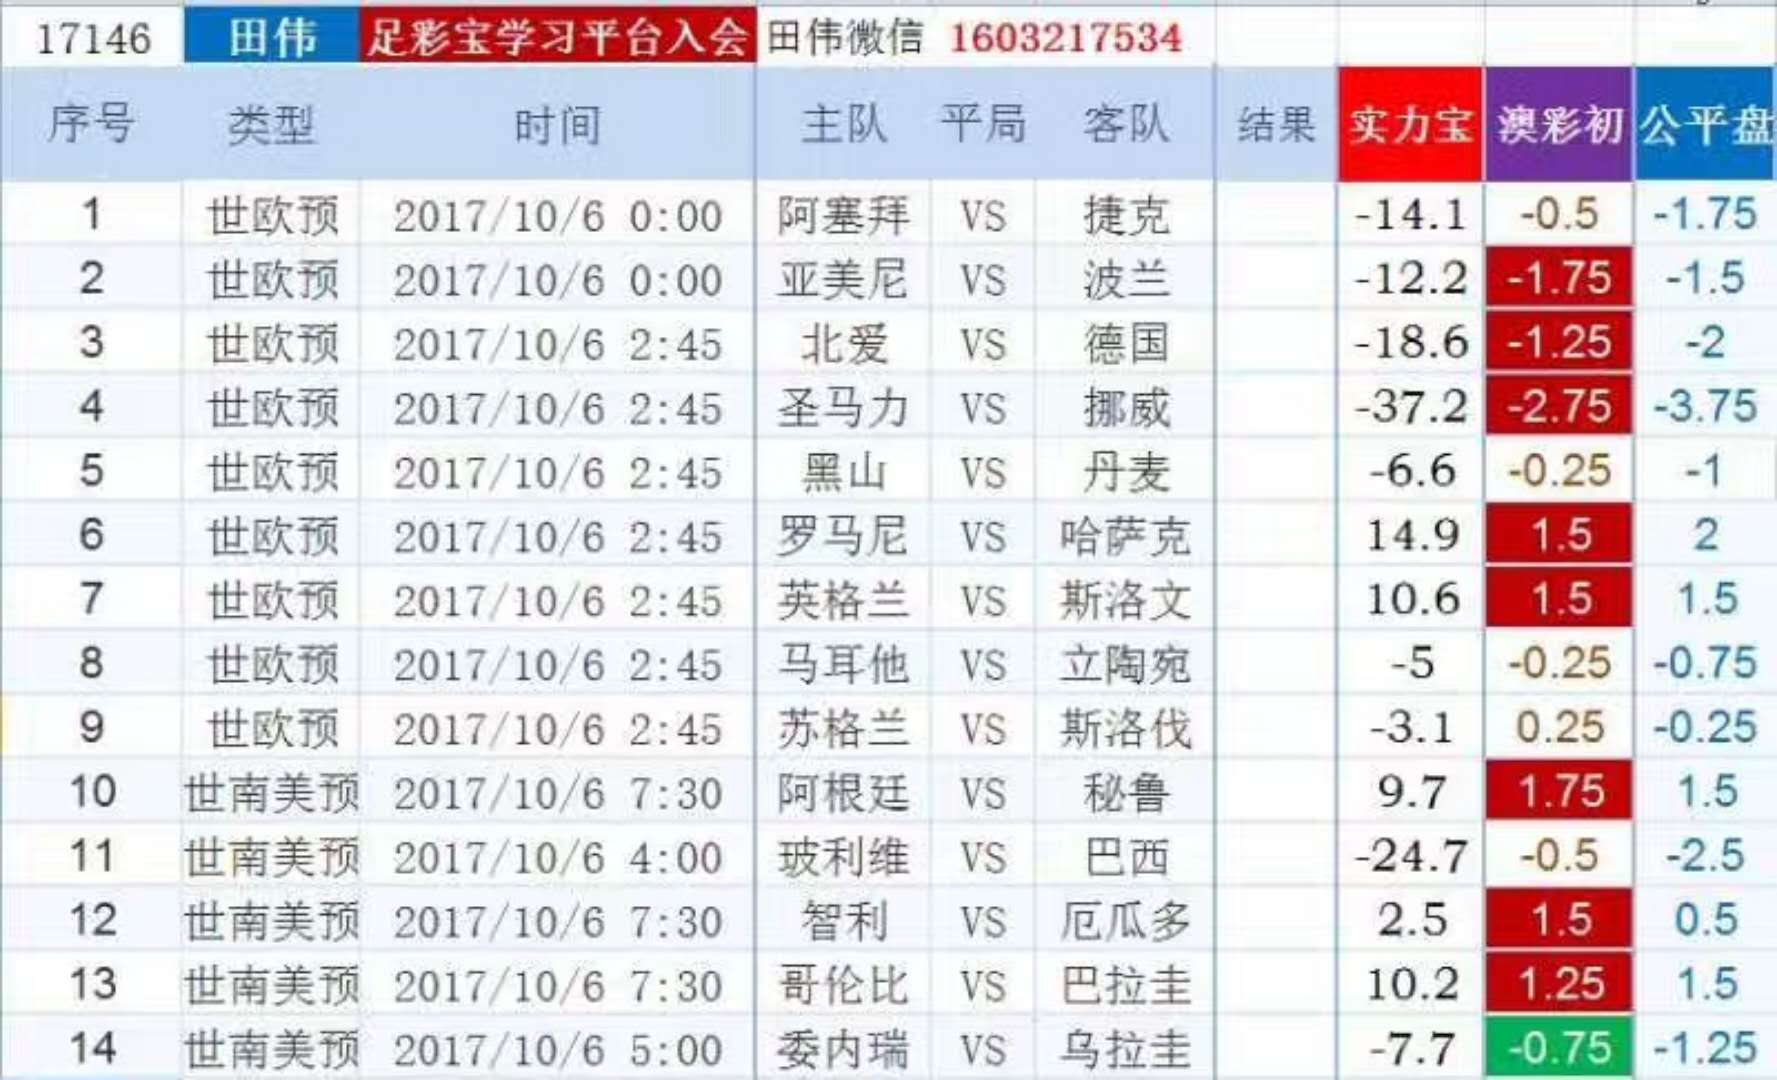 17146 田伟 足彩宝学习平台入会 田伟微信 1603217534
序号 类型 时间 主队 平局 客队 结果 实力宝 澳彩初 公平盘
1 世欧预 2017/10/6 0:00 阿塞拜 VS 捷克 -14.1 -0.5 -1.75
2 世欧预 2017/10/6 0:00 亚美尼 VS 波兰 -12.2 -1.75 -1.5
3 世欧预 2017/10/6 2:45 北爱 VS 德国 -18.6 -1.25 -2
4 世欧预 2017/10/6 2:45 圣马力 VS 挪威 -37.2 -2.75 -3.75
5 世欧预 2017/10/6 2:45 黑山 VS 丹麦 -6.6 -0.25 -1
6 世欧预 2017/10/6 2:45 罗马尼 VS 哈萨克 14.9 1.5 2
7 世欧预 2017/10/6 2:45 英格兰 VS 斯洛文 10.6 1.5 1.5
8 世欧预 2017/10/6 2:45 马耳他 VS 立陶宛 -5 -0.25 -0.75
9 世欧预 2017/10/6 2:45 苏格兰 VS 斯洛伐 -3.1 0.25 -0.25
10 世南美预 2017/10/6 7:30 阿根廷 VS 秘鲁 9.7 1.75 1.5
11 世南美预 2017/10/6 4:00 玻利维 VS 巴西 -24.7 -0.5 -2.5
12 世南美预 2017/10/6 7:30 智利 VS 厄瓜多 2.5 1.5 0.5
13 世南美预 2017/10/6 7:30 哥伦比 VS 巴拉圭 10.2 1.25 1.5
14 世南美预 2017/10/6 5:00 委内瑞 VS 乌拉圭 -7.7 -0.75 -1.25